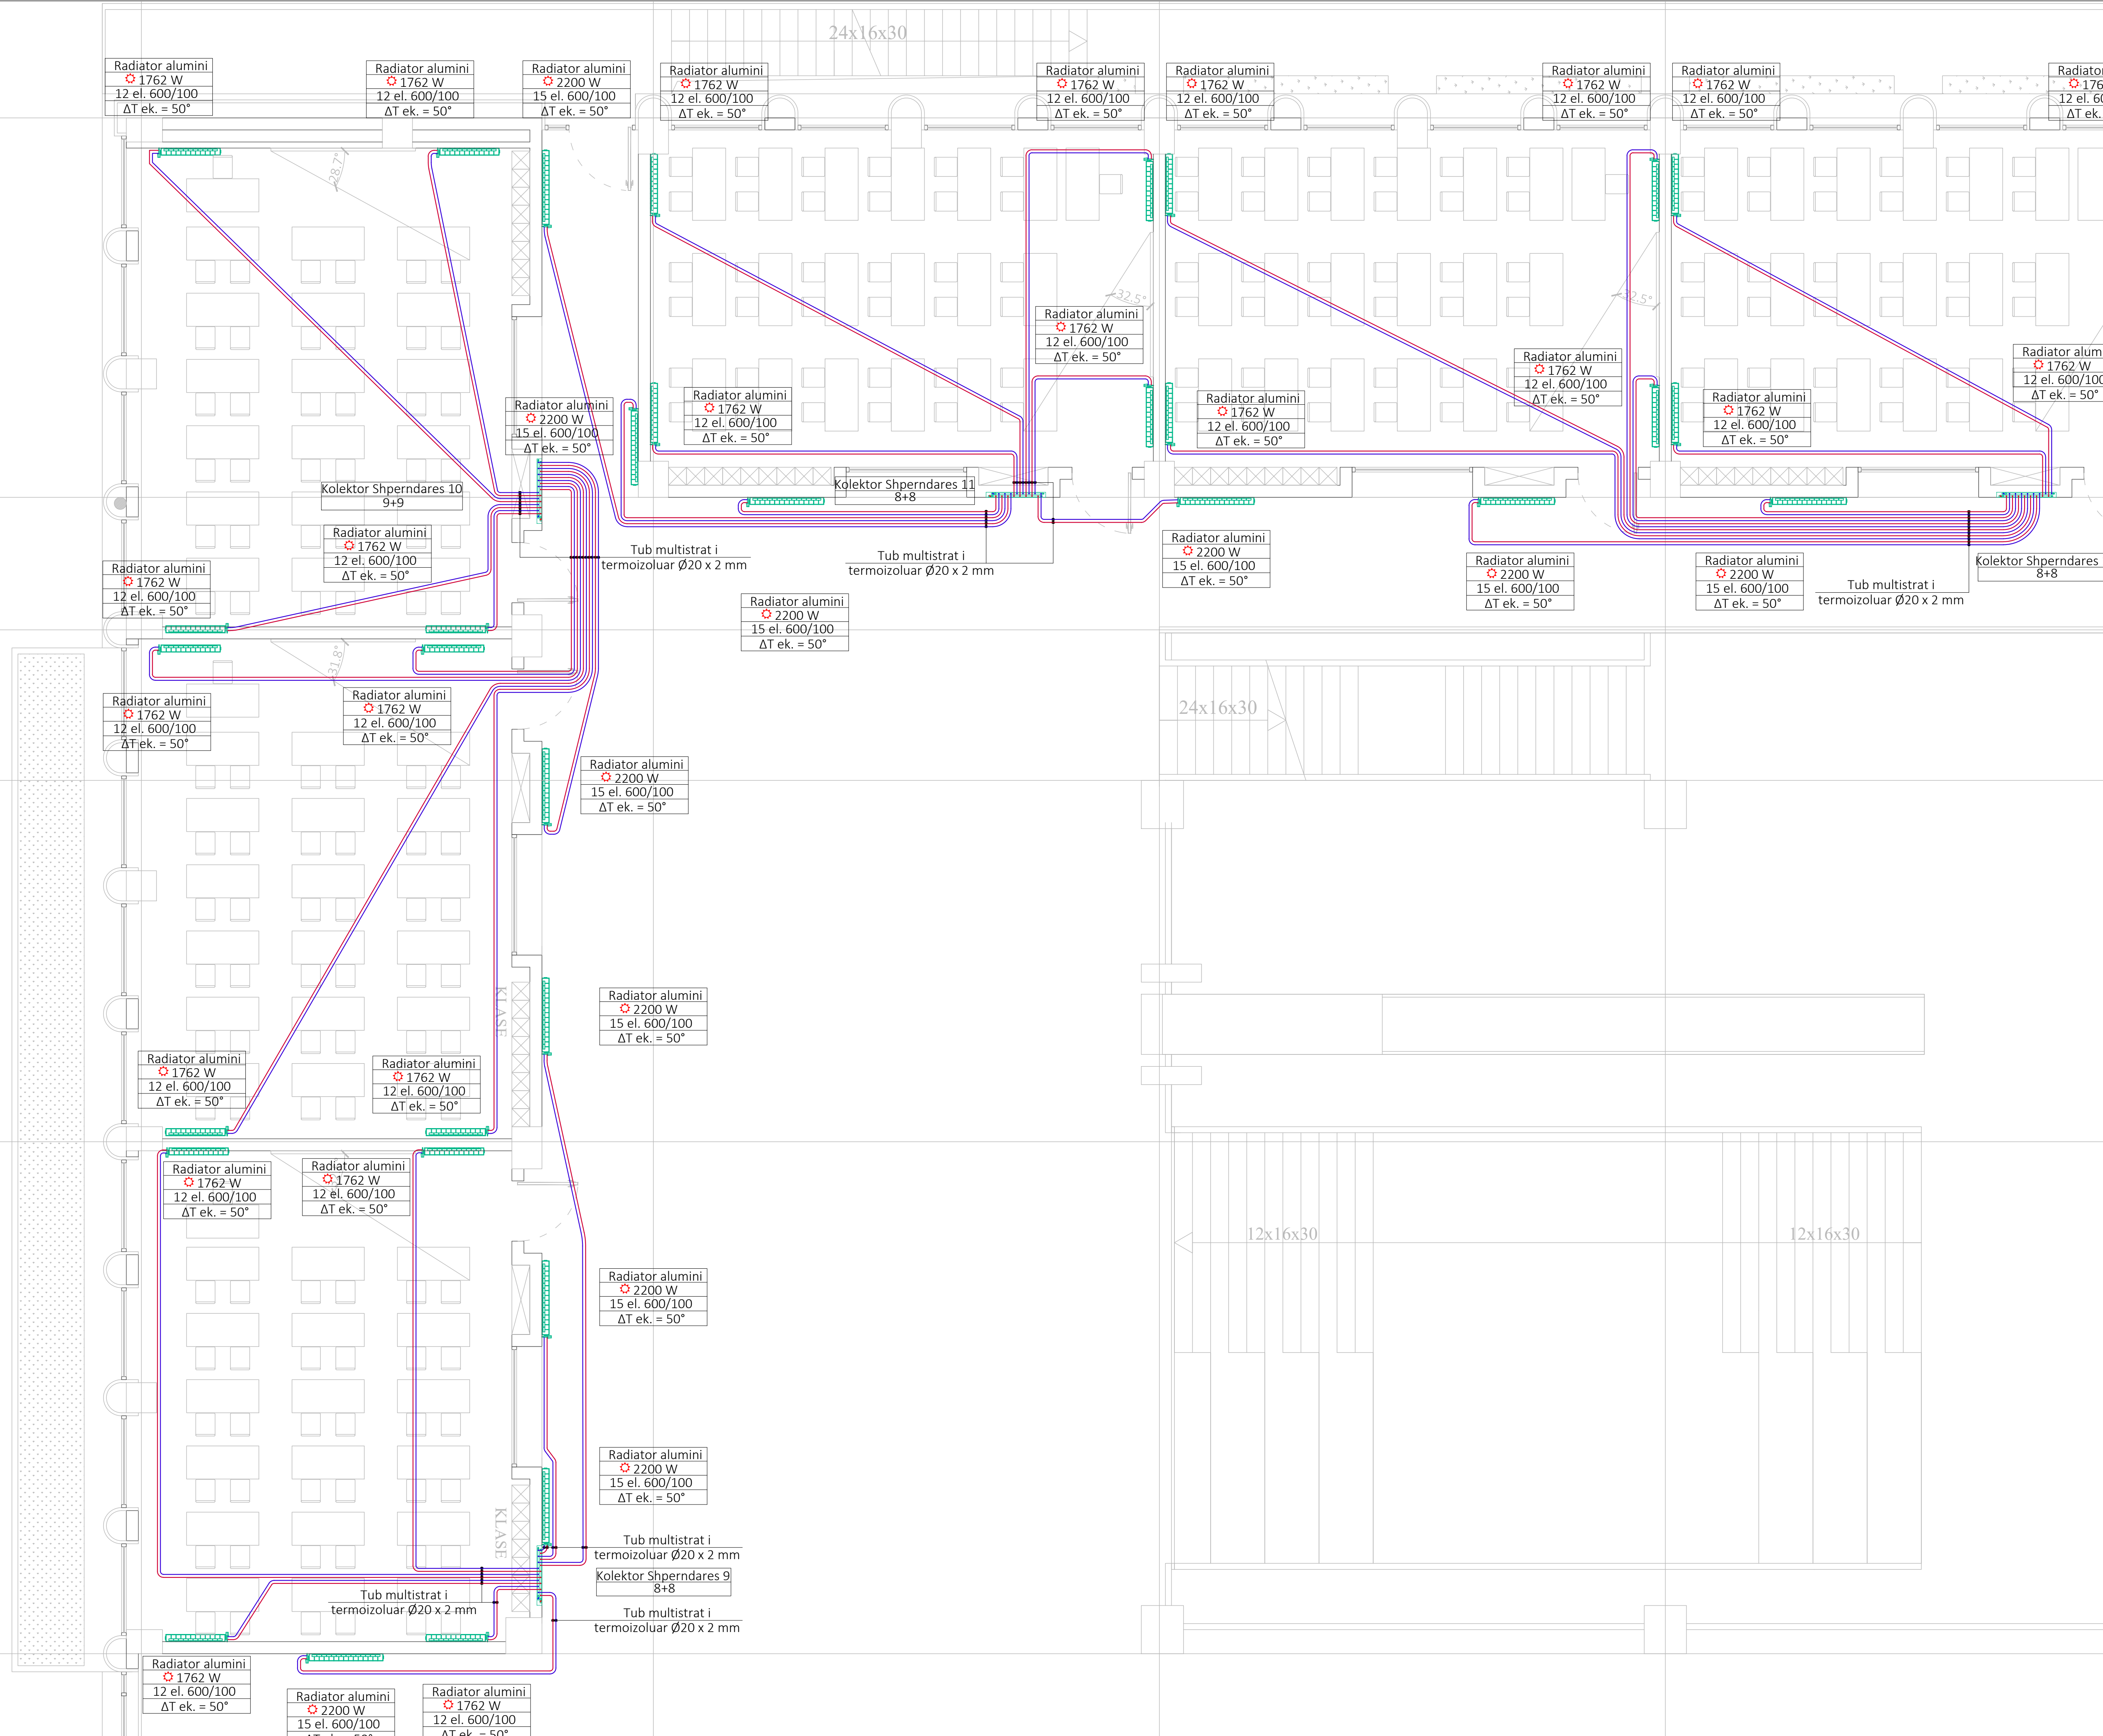 24x16x30
Radiator alumini
1762 W
12 el. 600/100
ΔT ek. = 50°
Radiator alumini
1762 W
12 el. 600/100
ΔT ek. = 50°
Radiator alumini
2200 W
15 el. 600/100
ΔT ek. = 50°
Radiator alumini
1762 W
12 el. 600/100
ΔT ek. = 50°
Radiator alumini
1762 W
12 el. 600/100
ΔT ek. = 50°
Radiator alumini
1762 W
12 el. 600/100
ΔT ek. = 50°
Radiator alumini
1762 W
12 el. 600/100
ΔT ek. = 50°
Radiator alumini
1762 W
12 el. 600/100
ΔT ek. = 50°
28.7°
32.5°
32.5°
Radiator alumini
1762 W
12 el. 600/100
ΔT ek. = 50°
Radiator alumini
1762 W
12 el. 600/100
ΔT ek. = 50°
1762 W
12 el. 600/100
ΔT ek. = 50°
Radiator alumini
2200 W
15 el. 600/100
ΔT ek. = 50°
Radiator alumini
1762 W
12 el. 600/100
ΔT ek. = 50°
Radiator alumini
1762 W
12 el. 600/100
ΔT ek. = 50°
Radiator alumini
1762 W
12 el. 600/100
ΔT ek. = 50°
Kolektor Shperndares 10
9+9
Kolektor Shperndares 11
8+8
Radiator alumini
1762 W
12 el. 600/100
ΔT ek. = 50°
Tub multistrat i
termoizoluar Ø20 x 2 mm
Tub multistrat i
termoizoluar Ø20 x 2 mm
Radiator alumini
2200 W
15 el. 600/100
ΔT ek. = 50°
Radiator alumini
2200 W
15 el. 600/100
ΔT ek. = 50°
Radiator alumini
2200 W
15 el. 600/100
ΔT ek. = 50°
Tub multistrat i
termoizoluar Ø20 x 2 mm
Kolektor Shperndares
8+8
Radiator alumini
1762 W
12 el. 600/100
ΔT ek. = 50°
Radiator alumini
2200 W
15 el. 600/100
ΔT ek. = 50°
31.8°
Radiator alumini
1762 W
12 el. 600/100
ΔT ek. = 50°
Radiator alumini
1762 W
12 el. 600/100
ΔT ek. = 50°
24x16x30
Radiator alumini
2200 W
15 el. 600/100
ΔT ek. = 50°
KLASE
Radiator alumini
2200 W
15 el. 600/100
ΔT ek. = 50°
Radiator alumini
1762 W
12 el. 600/100
ΔT ek. = 50°
Radiator alumini
1762 W
12 el. 600/100
ΔT ek. = 50°
Radiator alumini
1762 W
12 el. 600/100
ΔT ek. = 50°
Radiator alumini
1762 W
12 el. 600/100
ΔT ek. = 50°
12x16x30
12x16x30
Radiator alumini
2200 W
15 el. 600/100
ΔT ek. = 50°
Radiator alumini
2200 W
15 el. 600/100
ΔT ek. = 50°
KLASE
Tub multistrat i
termoizoluar Ø20 x 2 mm
Kolektor Shperndares 9
8+8
Tub multistrat i
termoizoluar Ø20 x 2 mm
Tub multistrat i
termoizoluar Ø20 x 2 mm
Radiator alumini
1762 W
12 el. 600/100
ΔT ek. = 50°
Radiator alumini
2200 W
15 el. 600/100
Radiator alumini
1762 W
12 el. 600/100